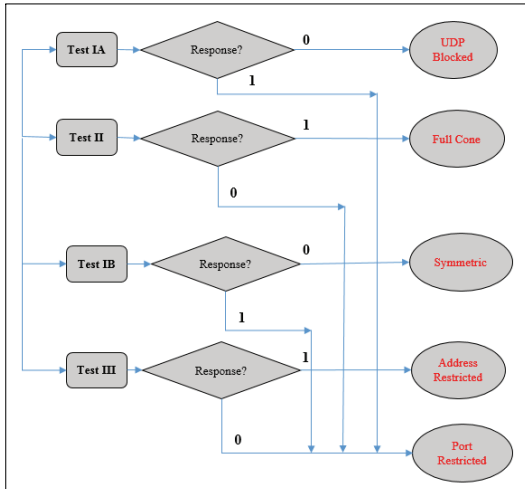 Test IA
Response?
0
UDP
Blocked
1
Test II
Response?
1
Full Cone
0
Test IB
Response?
0
Symmetric
1
Test III
Response?
1
Address
Restricted
0
Port
Restricted